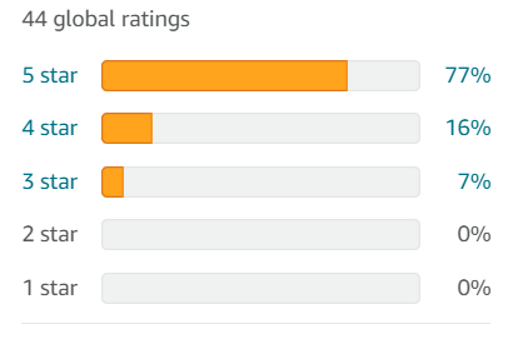 44 global ratings
5 star 77%
4 star 16%
3 star 7%
2 star 0%
1 star 0%